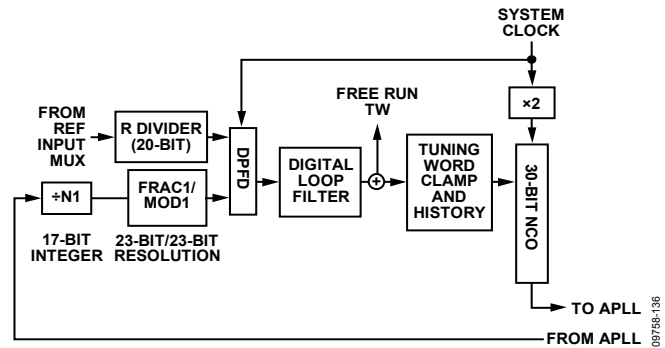 SYSTEM
CLOCK
FREE RUN
TW
×2
FROM
REF
INPUT
MUX
R DIVIDER
(20-BIT)
DPFD
DIGITAL
LOOP
FILTER
+
TUNING
WORD
CLAMP
AND
HISTORY
30-BIT NCO
÷N1
FRAC1/
MOD1
17-BIT
INTEGER
23-BIT/23-BIT
RESOLUTION
TO APLL
FROM APLL
09758-136